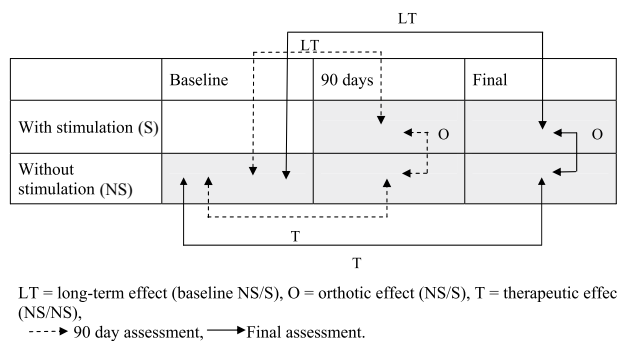 LT
LT
Baseline 90 days Final
With stimulation (S) O O
Without
stimulation (NS)
T
T
LT = long-term effect (baseline NS/S), O = orthotic effect (NS/S), T = therapeutic effec
(NS/NS),
90 day assessment, Final assessment.